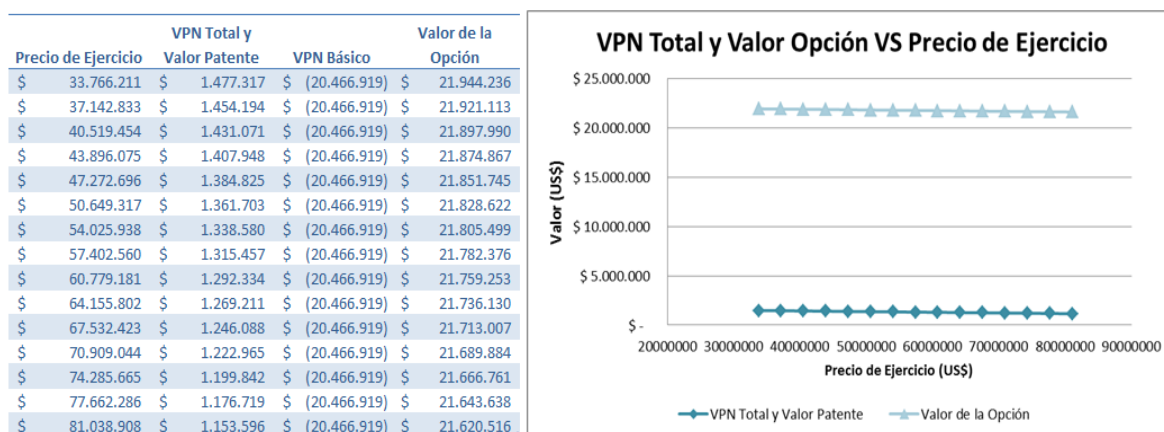 VPN Total y Valor de la
Precio de Ejercicio Valor Patente VPN Básico Opción
$ 33.766.211 $ 1.477.317 $ (20.466.919) $ 21.944.236
$ 37.142.833 $ 1.454.194 $ (20.466.919) $ 21.921.113
$ 40.519.454 $ 1.431.071 $ (20.466.919) $ 21.897.990
$ 43.896.075 $ 1.407.948 $ (20.466.919) $ 21.874.867
$ 47.272.696 $ 1.384.825 $ (20.466.919) $ 21.851.745
$ 50.649.317 $ 1.361.703 $ (20.466.919) $ 21.828.622
$ 54.025.938 $ 1.338.580 $ (20.466.919) $ 21.805.499
$ 57.402.560 $ 1.315.457 $ (20.466.919) $ 21.782.376
$ 60.779.181 $ 1.292.334 $ (20.466.919) $ 21.759.253
$ 64.155.802 $ 1.269.211 $ (20.466.919) $ 21.736.130
$ 67.532.423 $ 1.246.088 $ (20.466.919) $ 21.713.007
$ 70.909.044 $ 1.222.965 $ (20.466.919) $ 21.689.884
$ 74.285.665 $ 1.199.842 $ (20.466.919) $ 21.666.761
$ 77.662.286 $ 1.176.719 $ (20.466.919) $ 21.643.638
$ 81.038.908 $ 1.153.596 $ (20.466.919) $ 21.620.516
VPN Total y Valor Opción VS Precio de Ejercicio
Valor (US$)
$ 25.000.000
$ 20.000.000
$ 15.000.000
$ 10.000.000
$ 5.000.000
$ -
20000000 30000000 40000000 50000000 60000000 70000000 80000000 90000000
Precio de Ejercicio (US$)
VPN Total y Valor Patente Valor de la Opción